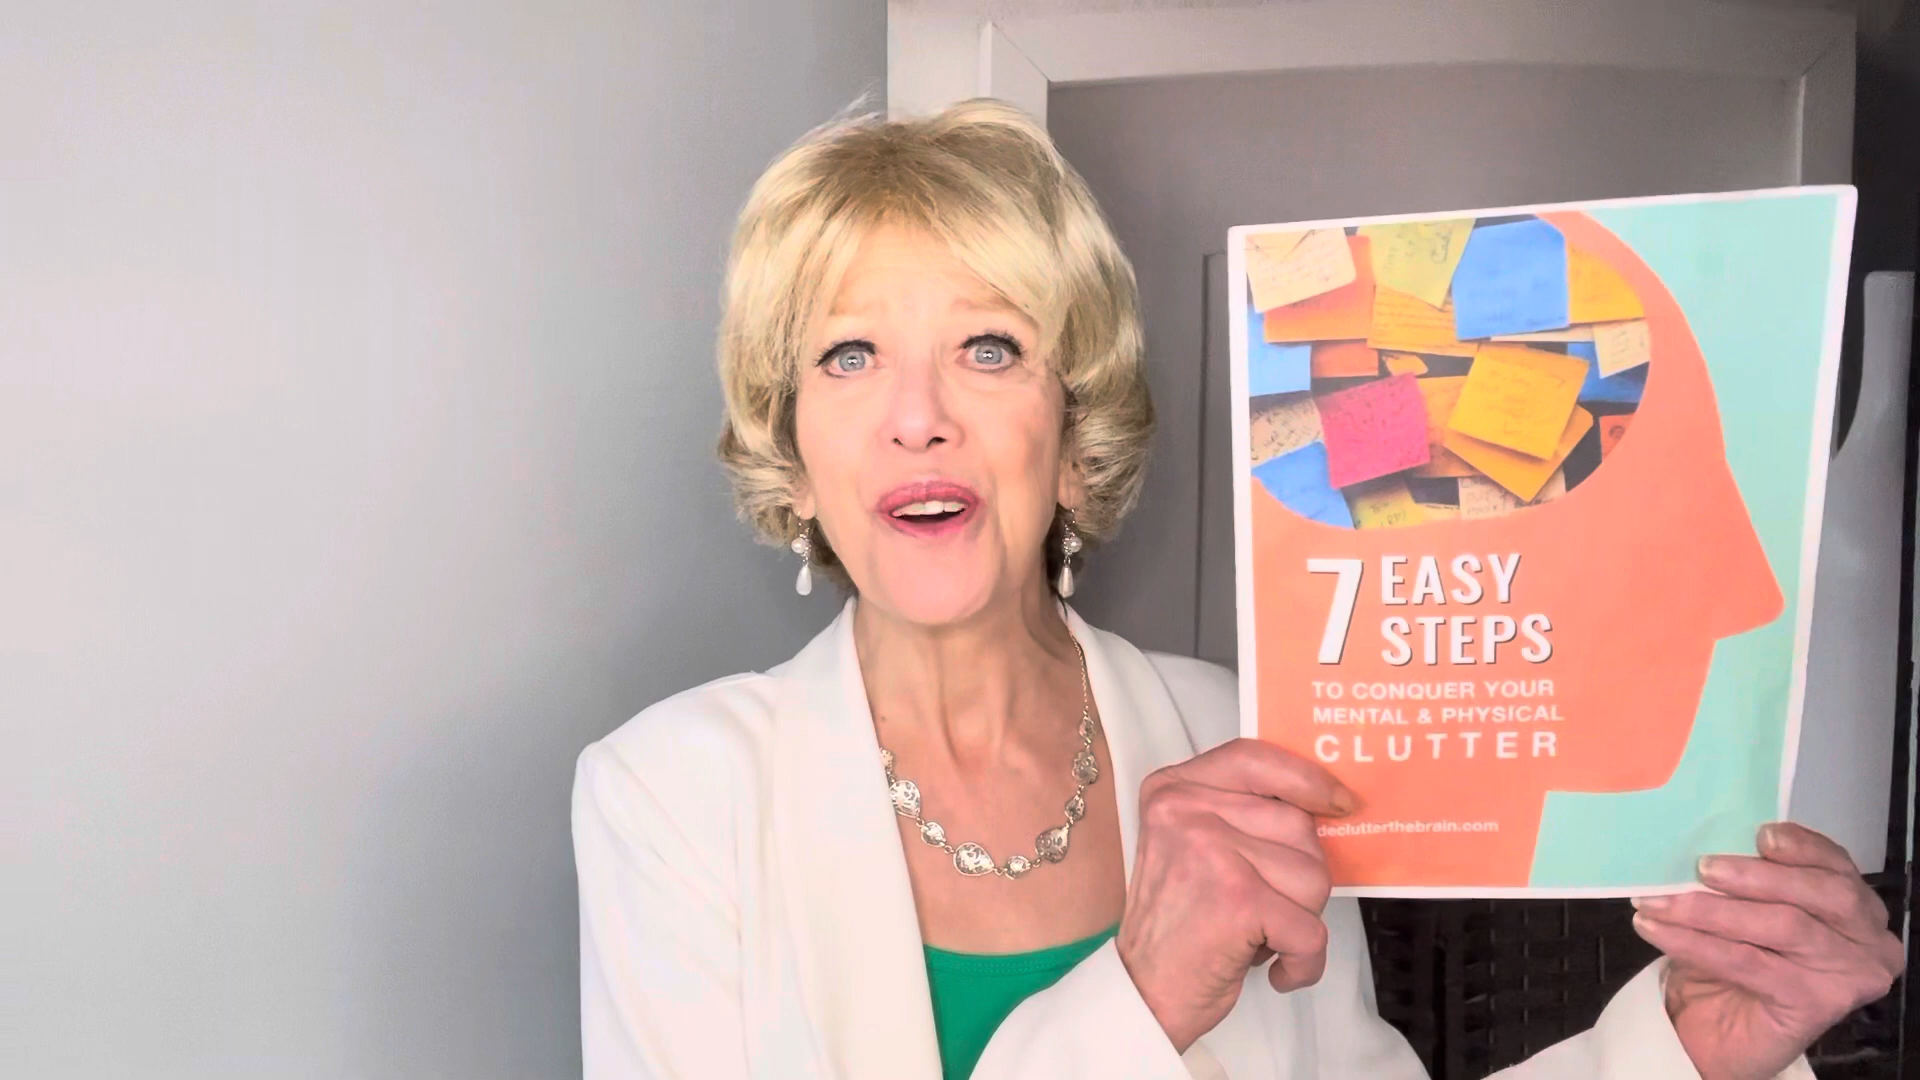 7 EASY
STEPS
TO CONQUER YOUR
MENTAL & PHYSICAL
CLUTTER
declutterthebrain.com